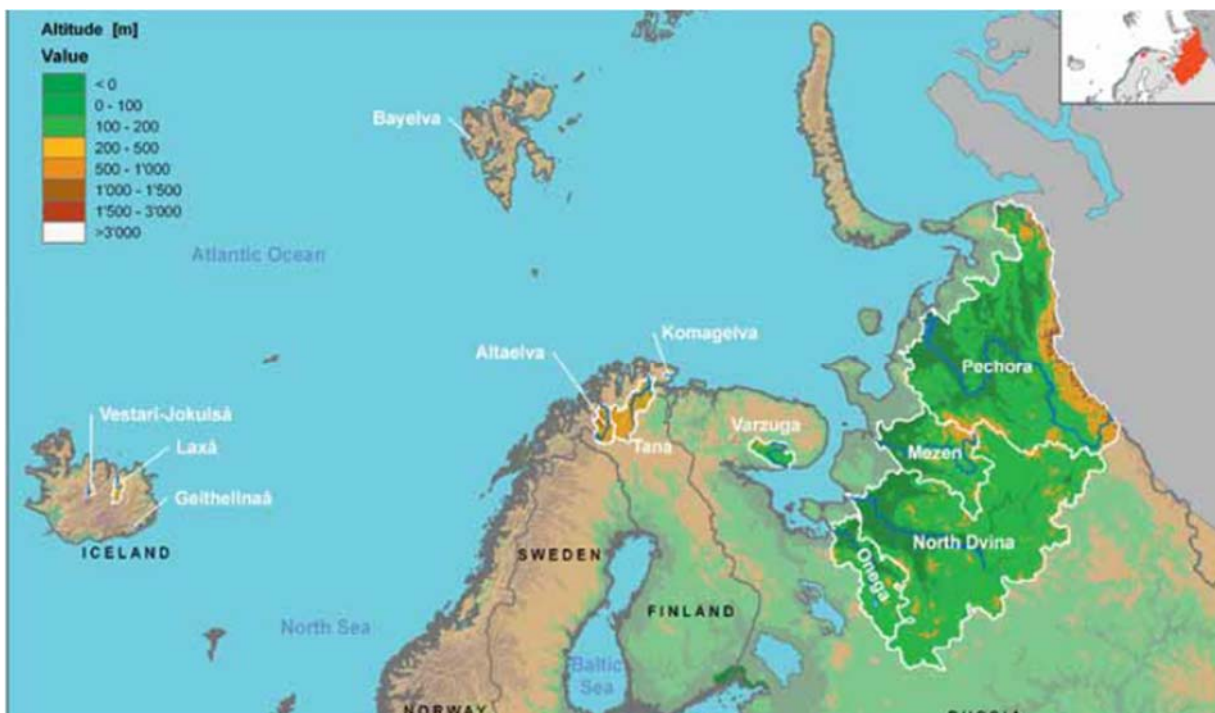 Altitude [m]
Value
< 0
0 - 100
100 - 200
200 - 500
500 - 1'000
1'000 - 1'500
1'500 - 3'000
>3'000
Bayelva
Atlantic Ocean
Komagelva
Altaelva
Pechora
Vestari-Jokulsá
Varzuga
Laxá
Tana
Mezen
Geithellnaá
North Dvina
ICELAND
SWEDEN
Onega
FINLAND
North Sea
Baltic
Sea
NORWAY
RUSSIA